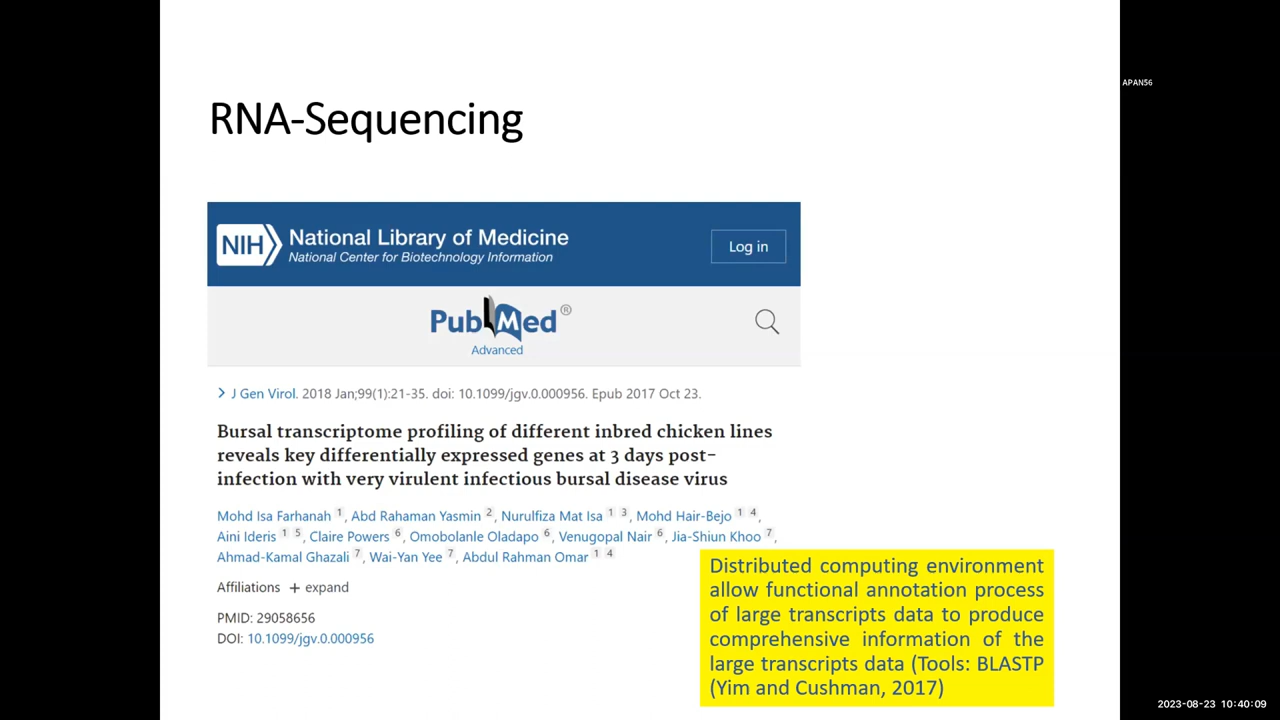 APAN56
RNA-Sequencing
NIH National Library of Medicine
National Center for Biotechnology Information
Log in
PubMed®
Advanced
J Gen Virol. 2018 Jan;99(1):21-35. doi: 10.1099/jgv.0.000956. Epub 2017 Oct 23.
Bursal transcriptome profiling of different inbred chicken lines
reveals key differentially expressed genes at 3 days post-
infection with very virulent infectious bursal disease virus
Mohd Isa Farhanah 1, Abd Rahaman Yasmin 2, Nurulfiza Mat Isa 1 3, Mohd Hair-Bejo 1 4,
Aini Ideris 1 5, Claire Powers 6, Omobolanle Oladapo 6, Venugopal Nair 6, Jia-Shiun Khoo 7,
Ahmad-Kamal Ghazali 7, Wai-Yan Yee 7, Abdul Rahman Omar 1 4
Affiliations + expand
PMID: 29058656
DOI: 10.1099/jgv.0.000956
Distributed computing environment
allow functional annotation process
of large transcripts data to produce
comprehensive information of the
large transcripts data (Tools: BLASTP
(Yim and Cushman, 2017)
2023-08-23 10:40:09